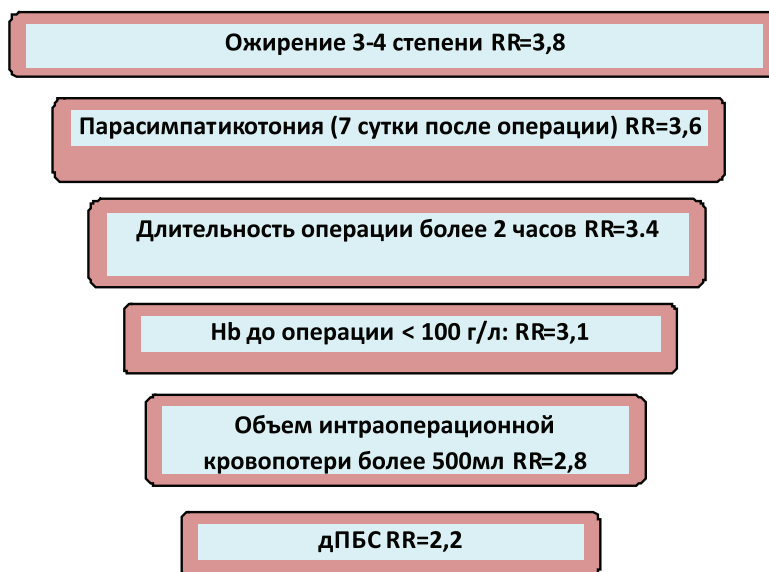 Ожирение 3-4 степени RR=3,8
Парасимпатикотония (7 сутки после операции) RR=3,6
Длительность операции более 2 часов RR=3.4
Hb до операции < 100 г/л: RR=3,1
Объем интраоперационной
кровопотери более 500мл RR=2,8
дПБС RR=2,2